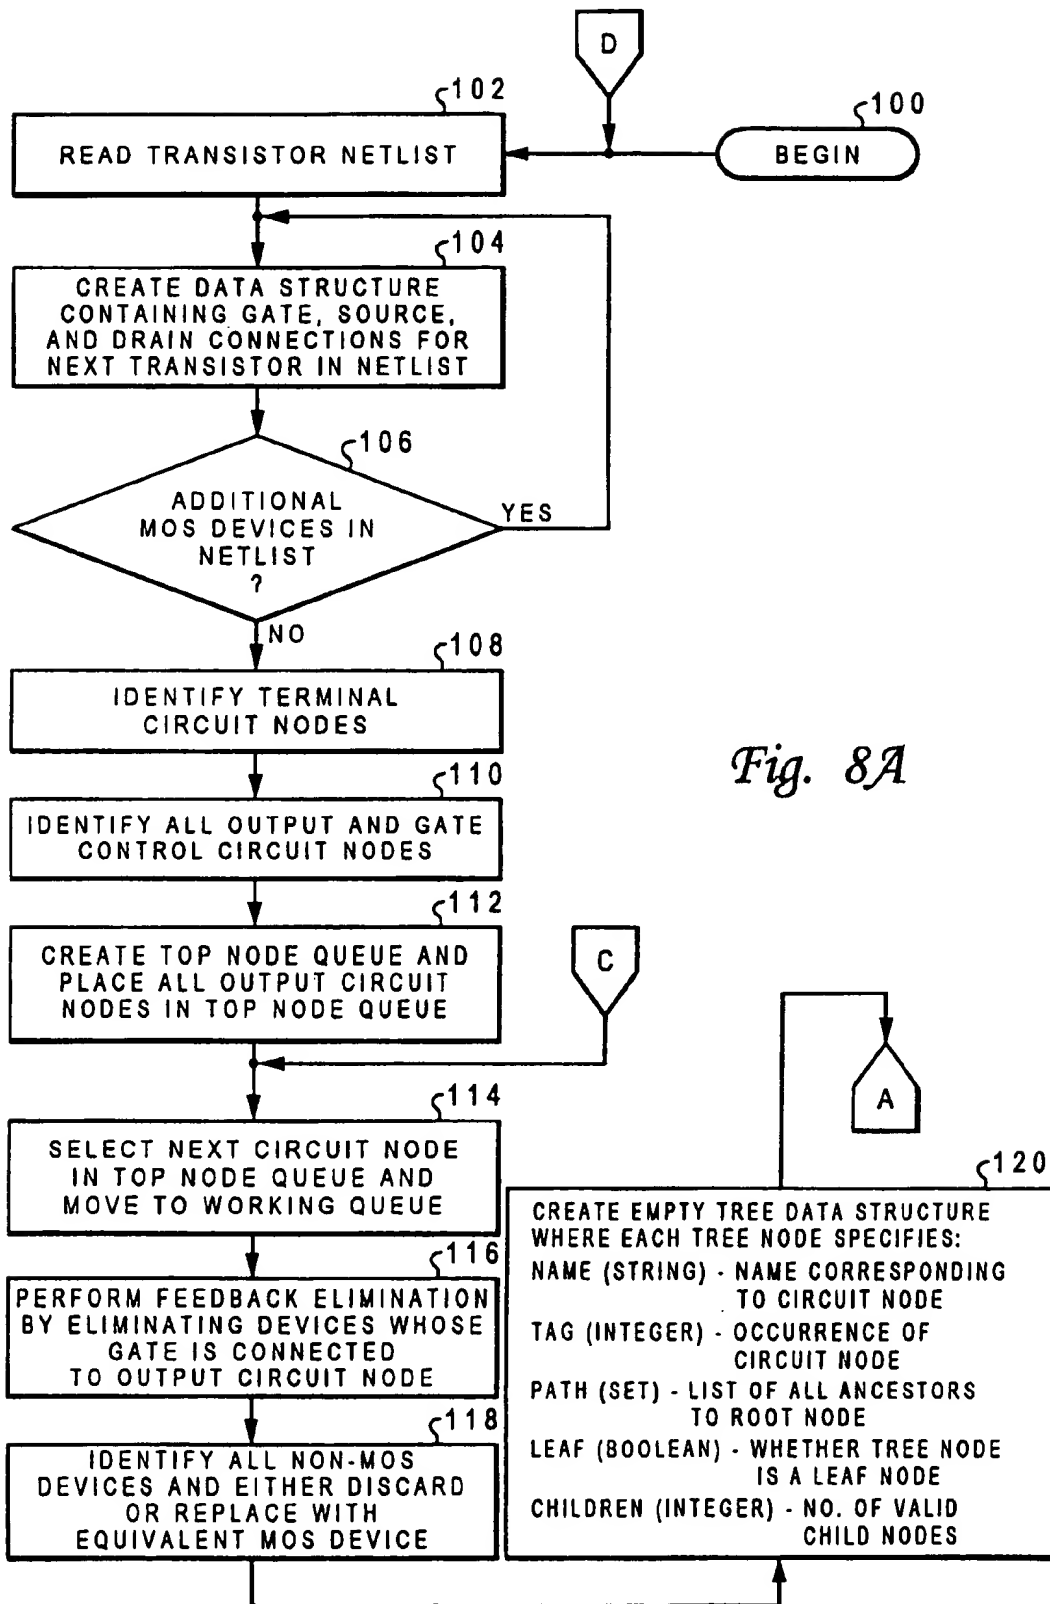 D
102
100
READ TRANSISTOR NETLIST
BEGIN
104
CREATE DATA STRUCTURE
CONTAINING GATE, SOURCE,
AND DRAIN CONNECTIONS FOR
NEXT TRANSISTOR IN NETLIST
106
ADDITIONAL
MOS DEVICES IN
NETLIST
?
YES
NO
108
IDENTIFY TERMINAL
CIRCUIT NODES
Fig. 8A
110
IDENTIFY ALL OUTPUT AND GATE
CONTROL CIRCUIT NODES
112
CREATE TOP NODE QUEUE AND
PLACE ALL OUTPUT CIRCUIT
NODES IN TOP NODE QUEUE
C
114
SELECT NEXT CIRCUIT NODE
IN TOP NODE QUEUE AND
MOVE TO WORKING QUEUE
116
PERFORM FEEDBACK ELIMINATION
BY ELIMINATING DEVICES WHOSE
GATE IS CONNECTED
TO OUTPUT CIRCUIT NODE
118
IDENTIFY ALL NON-MOS
DEVICES AND EITHER DISCARD
OR REPLACE WITH
EQUIVALENT MOS DEVICE
A
120
CREATE EMPTY TREE DATA STRUCTURE
WHERE EACH TREE NODE SPECIFIES:
NAME (STRING) - NAME CORRESPONDING
TO CIRCUIT NODE
TAG (INTEGER) - OCCURRENCE OF
CIRCUIT NODE
PATH (SET) - LIST OF ALL ANCESTORS
TO ROOT NODE
LEAF (BOOLEAN) - WHETHER TREE NODE
IS A LEAF NODE
CHILDREN (INTEGER) - NO. OF VALID
CHILD NODES